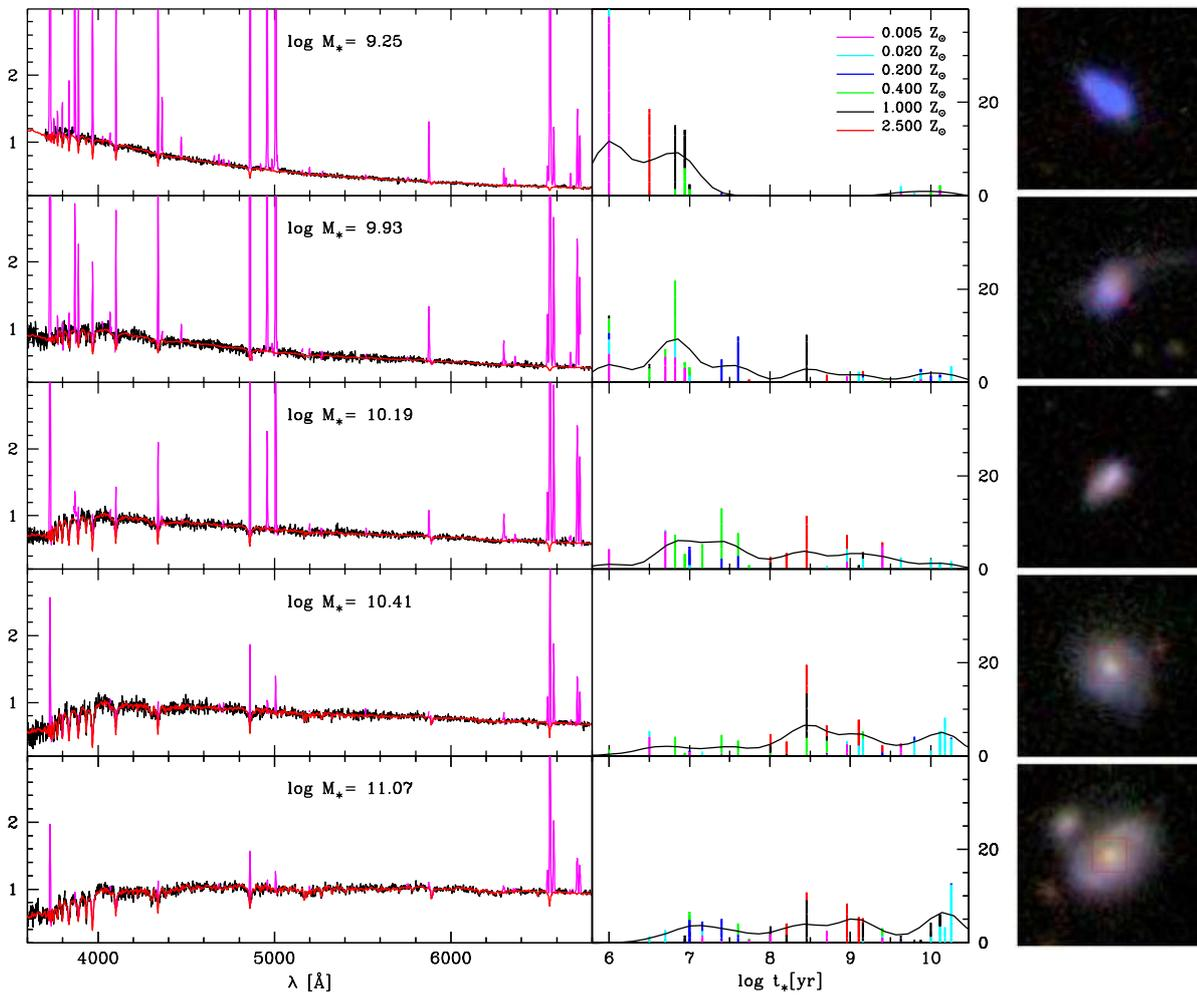 log M* = 9.25
0.005 Z⊙
0.020 Z⊙
0.200 Z⊙
0.400 Z⊙
1.000 Z⊙
2.500 Z⊙
2
1
20
0
log M* = 9.93
2
1
20
0
log M* = 10.19
2
1
20
0
log M* = 10.41
2
1
20
0
log M* = 11.07
2
1
20
0
4000 5000 6000
6 7 8 9 10
λ [Å]
log t*[yr]